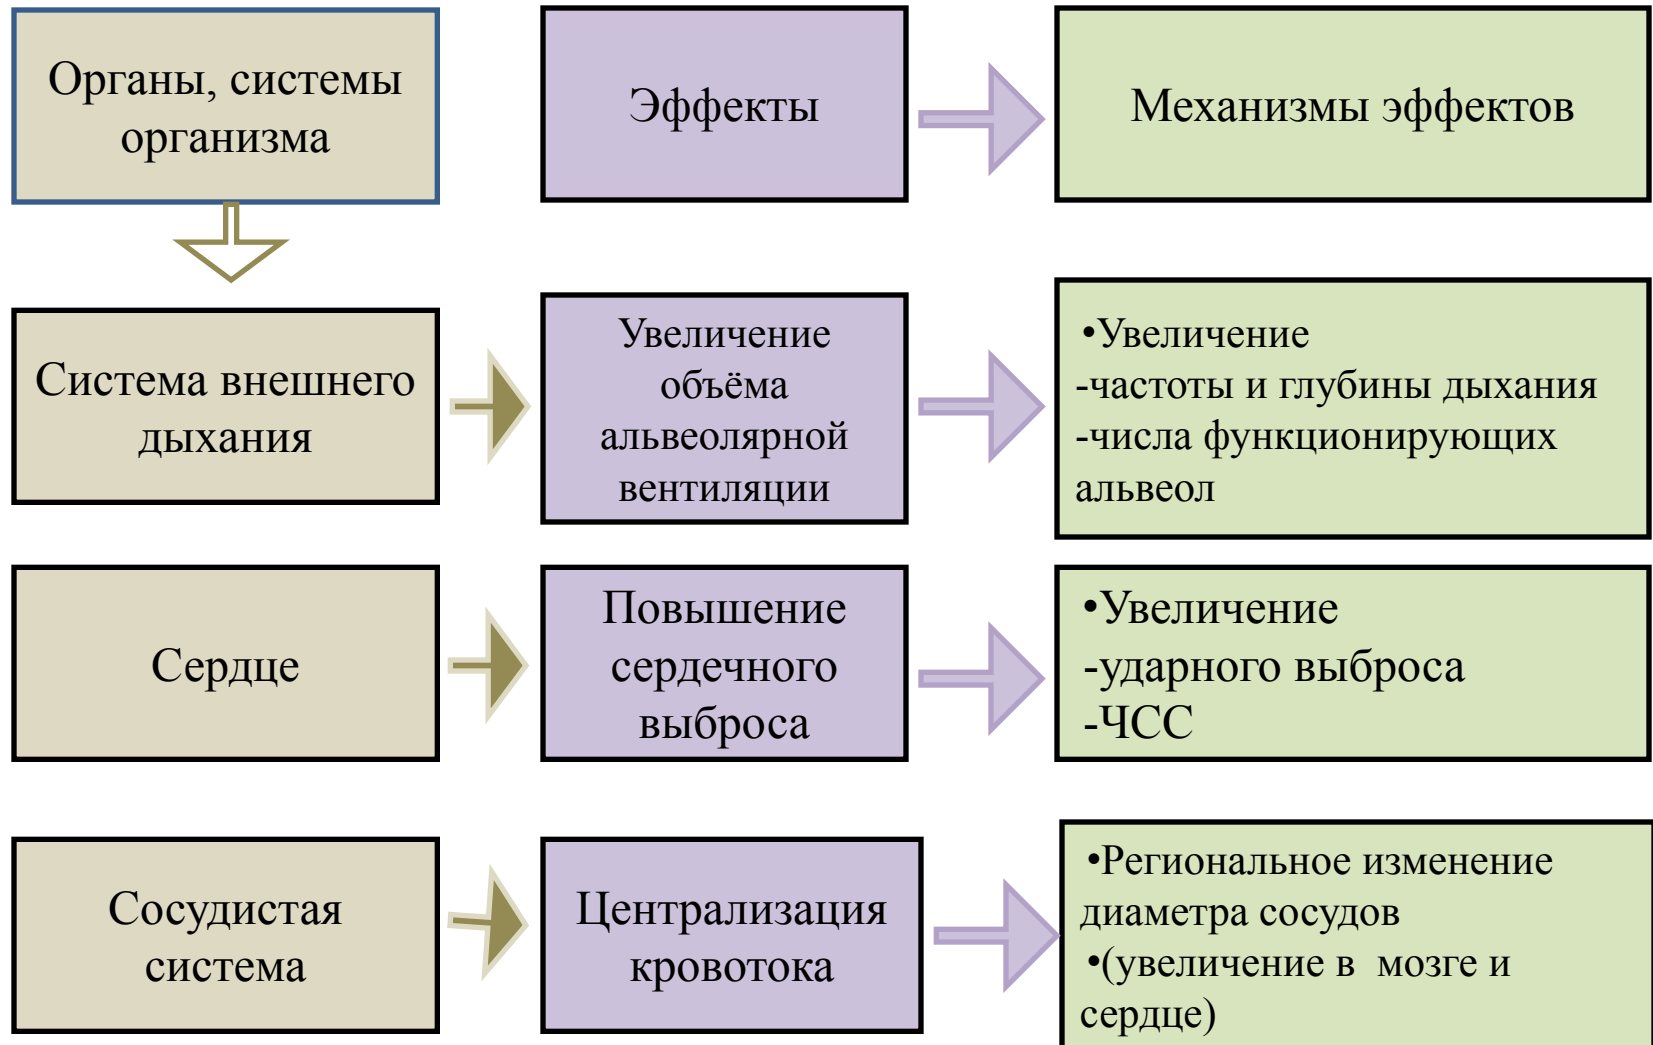 Органы, системы
организма
Эффекты
Механизмы эффектов
Система внешнего
дыхания
Увеличение
объёма
альвеолярной
вентиляции
•Увеличение
-частоты и глубины дыхания
-числа функционирующих
альвеол
Сердце
Повышение
сердечного
выброса
•Увеличение
-ударного выброса
-ЧСС
Сосудистая
система
Централизация
кровотока
•Региональное изменение
диаметра сосудов
•(увеличение в мозге и
сердце)